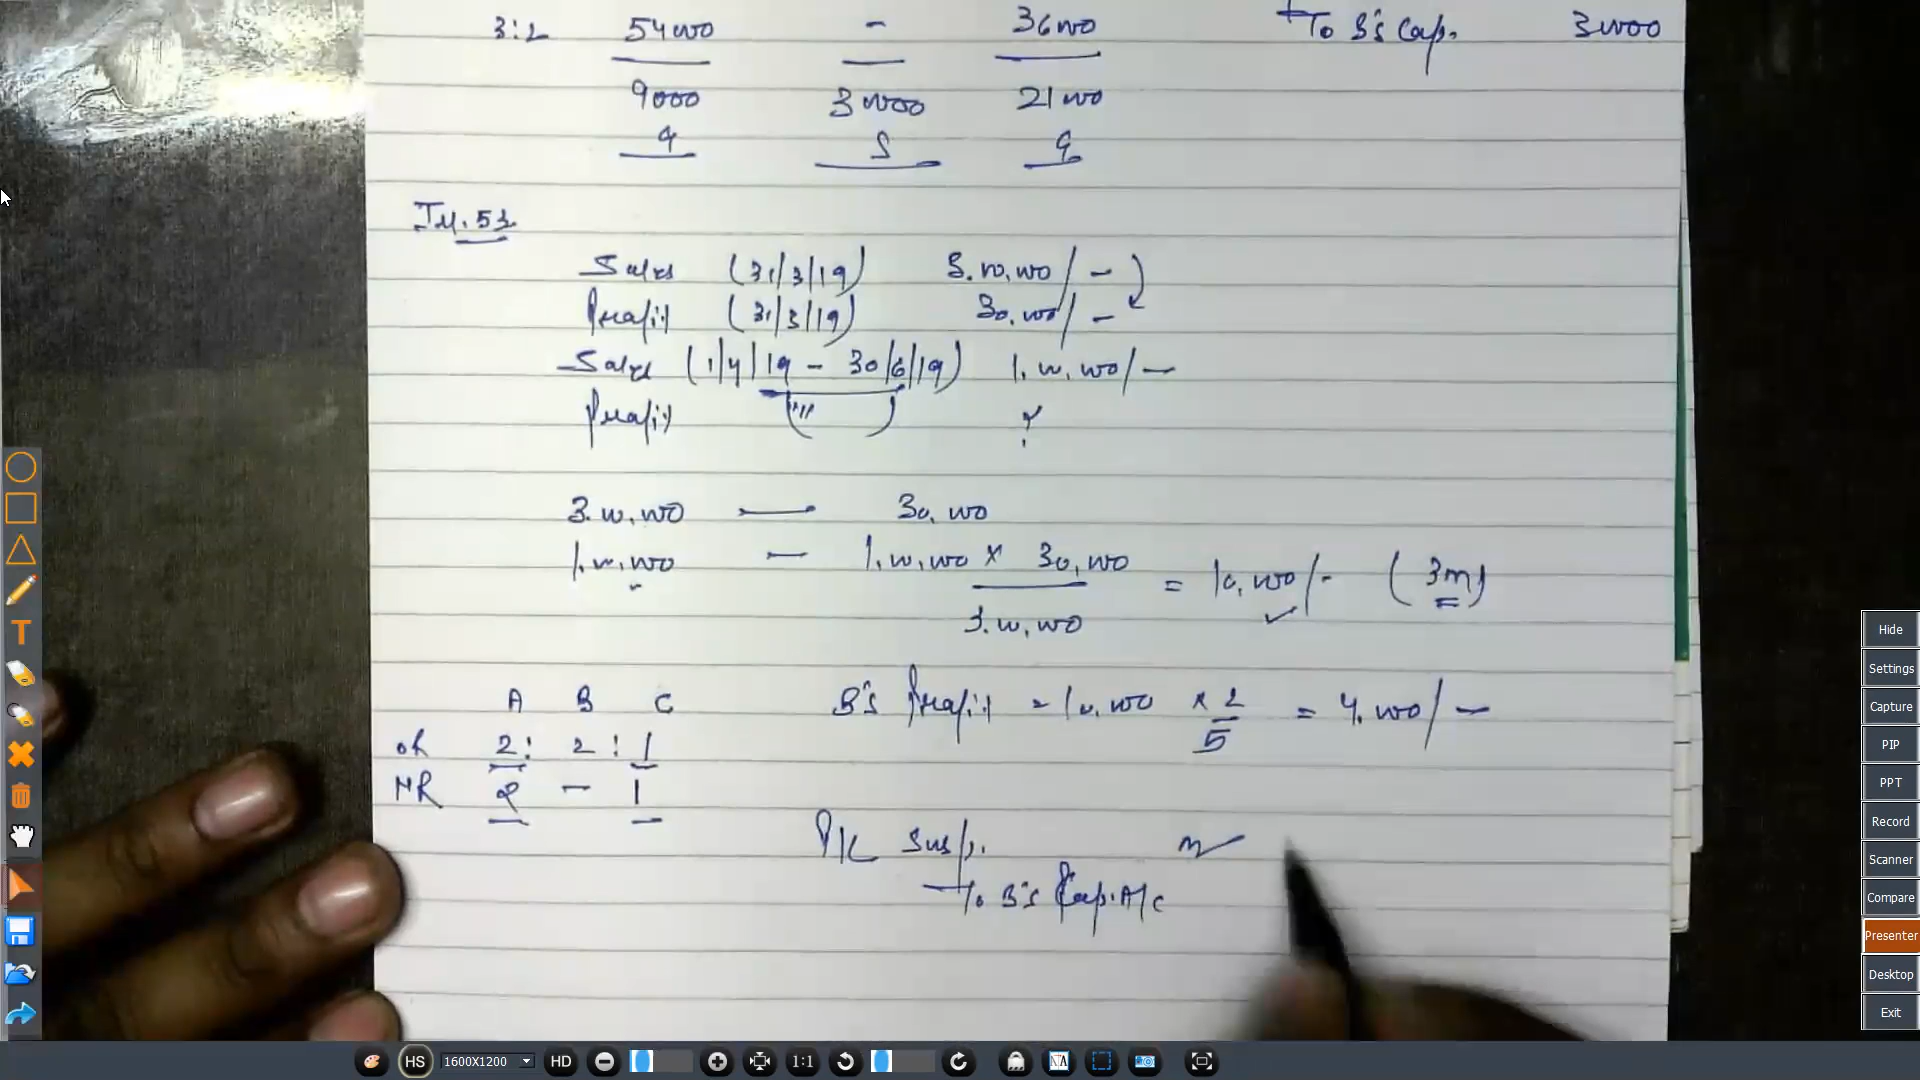 3:2 5400 - 3600 To B's Cap. 3000
9000 3000 2100
Ill. 53
Sales (31/3/19) 3,00,000/-
Profit (31/3/19) 30,000/-
Sales (1/4/19 - 30/6/19) 1,00,000/-
Profit ( "" ) ?
3,00,000 — 30,000
1,00,000 — 1,00,000 x 30,000 = 10,000/- (3m)
3,00,000
A B C B's Profit = 10,000 x 2 = 4,000/-
OR 2: 2: 1 5
NR 2 - 1
P/L Susp.
To B's Cap. A/c
Hide
Settings
Capture
PIP
PPT
Record
Scanner
Compare
Presenter
Desktop
Exit
T
HS 1600X1200 HD 1:1